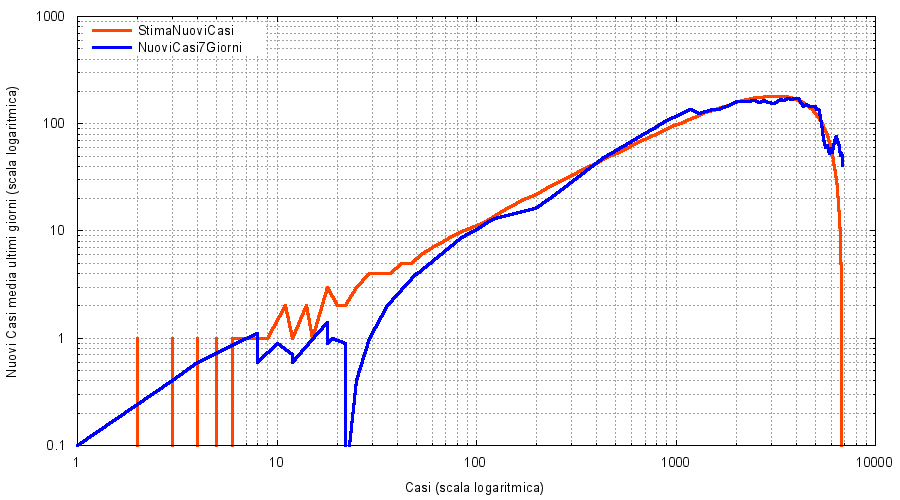 1000
StimaNuoviCasi
NuoviCasi7Giorni
100
10
1
0.1
Nuovi Casi media ultimi giorni (scala logaritmica)
1
10
100
1000
10000
Casi (scala logaritmica)